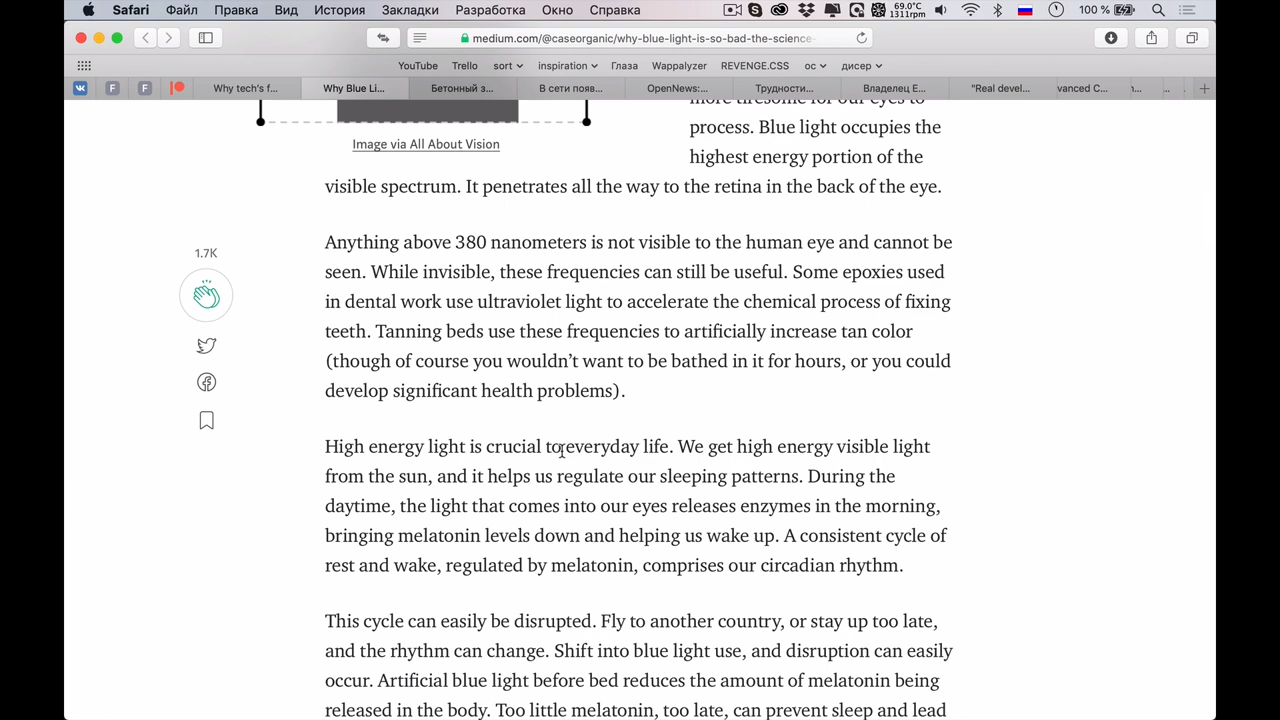 Safari Файл Правка Вид История Закладки Разработка Окно Справка 69.0°C 1311rpm 100 %
medium.com/@caseorganic/why-blue-light-is-so-bad-the-science-
YouTube Trello sort inspiration Глаза Wappalyzer REVENGE.CSS ос дисер
Why tech's f... Why Blue Li... Бетонный з... В сети появ... OpenNews:... Трудности... Владелец Е... "Real devel... vanced C...
more tiresome for our eyes to
process. Blue light occupies the
Image via All About Vision
highest energy portion of the
visible spectrum. It penetrates all the way to the retina in the back of the eye.
Anything above 380 nanometers is not visible to the human eye and cannot be
1.7K
seen. While invisible, these frequencies can still be useful. Some epoxies used
in dental work use ultraviolet light to accelerate the chemical process of fixing
teeth. Tanning beds use these frequencies to artificially increase tan color
(though of course you wouldn't want to be bathed in it for hours, or you could
develop significant health problems).
High energy light is crucial to everyday life. We get high energy visible light
from the sun, and it helps us regulate our sleeping patterns. During the
daytime, the light that comes into our eyes releases enzymes in the morning,
bringing melatonin levels down and helping us wake up. A consistent cycle of
rest and wake, regulated by melatonin, comprises our circadian rhythm.
This cycle can easily be disrupted. Fly to another country, or stay up too late,
and the rhythm can change. Shift into blue light use, and disruption can easily
occur. Artificial blue light before bed reduces the amount of melatonin being
released in the body. Too little melatonin, too late, can prevent sleep and lead